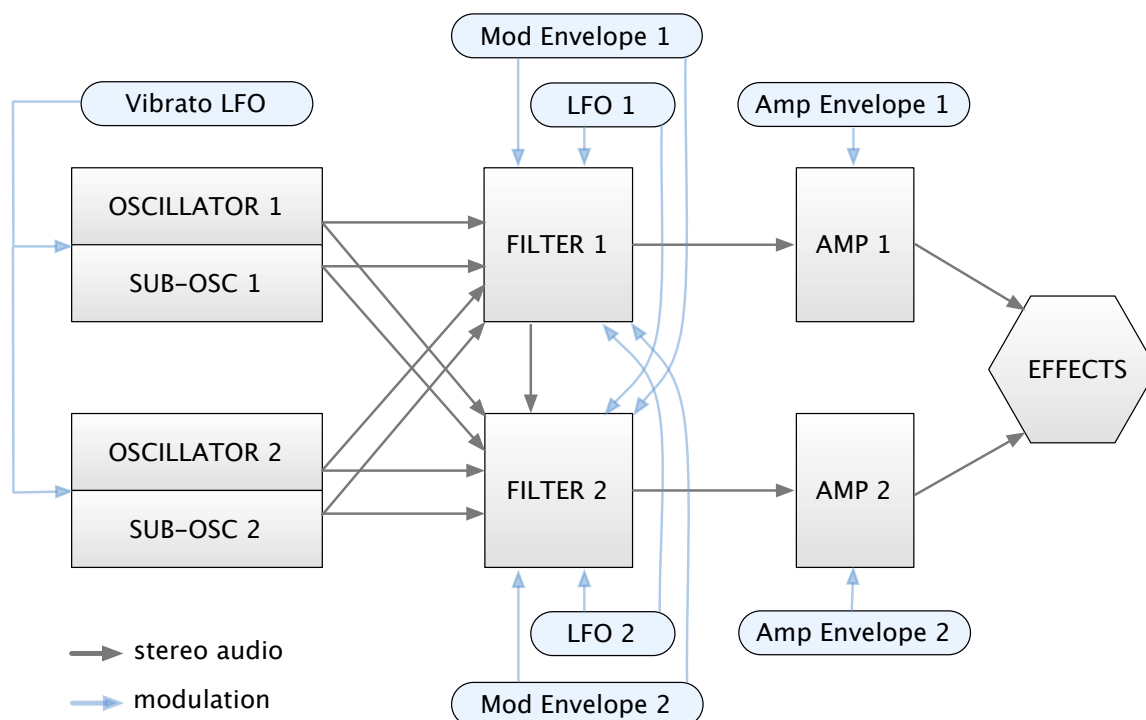 Mod Envelope 1
Vibrato LFO
LFO 1
Amp Envelope 1
OSCILLATOR 1
SUB-OSC 1
FILTER 1
AMP 1
EFFECTS
OSCILLATOR 2
SUB-OSC 2
FILTER 2
AMP 2
LFO 2
Amp Envelope 2
stereo audio
modulation
Mod Envelope 2